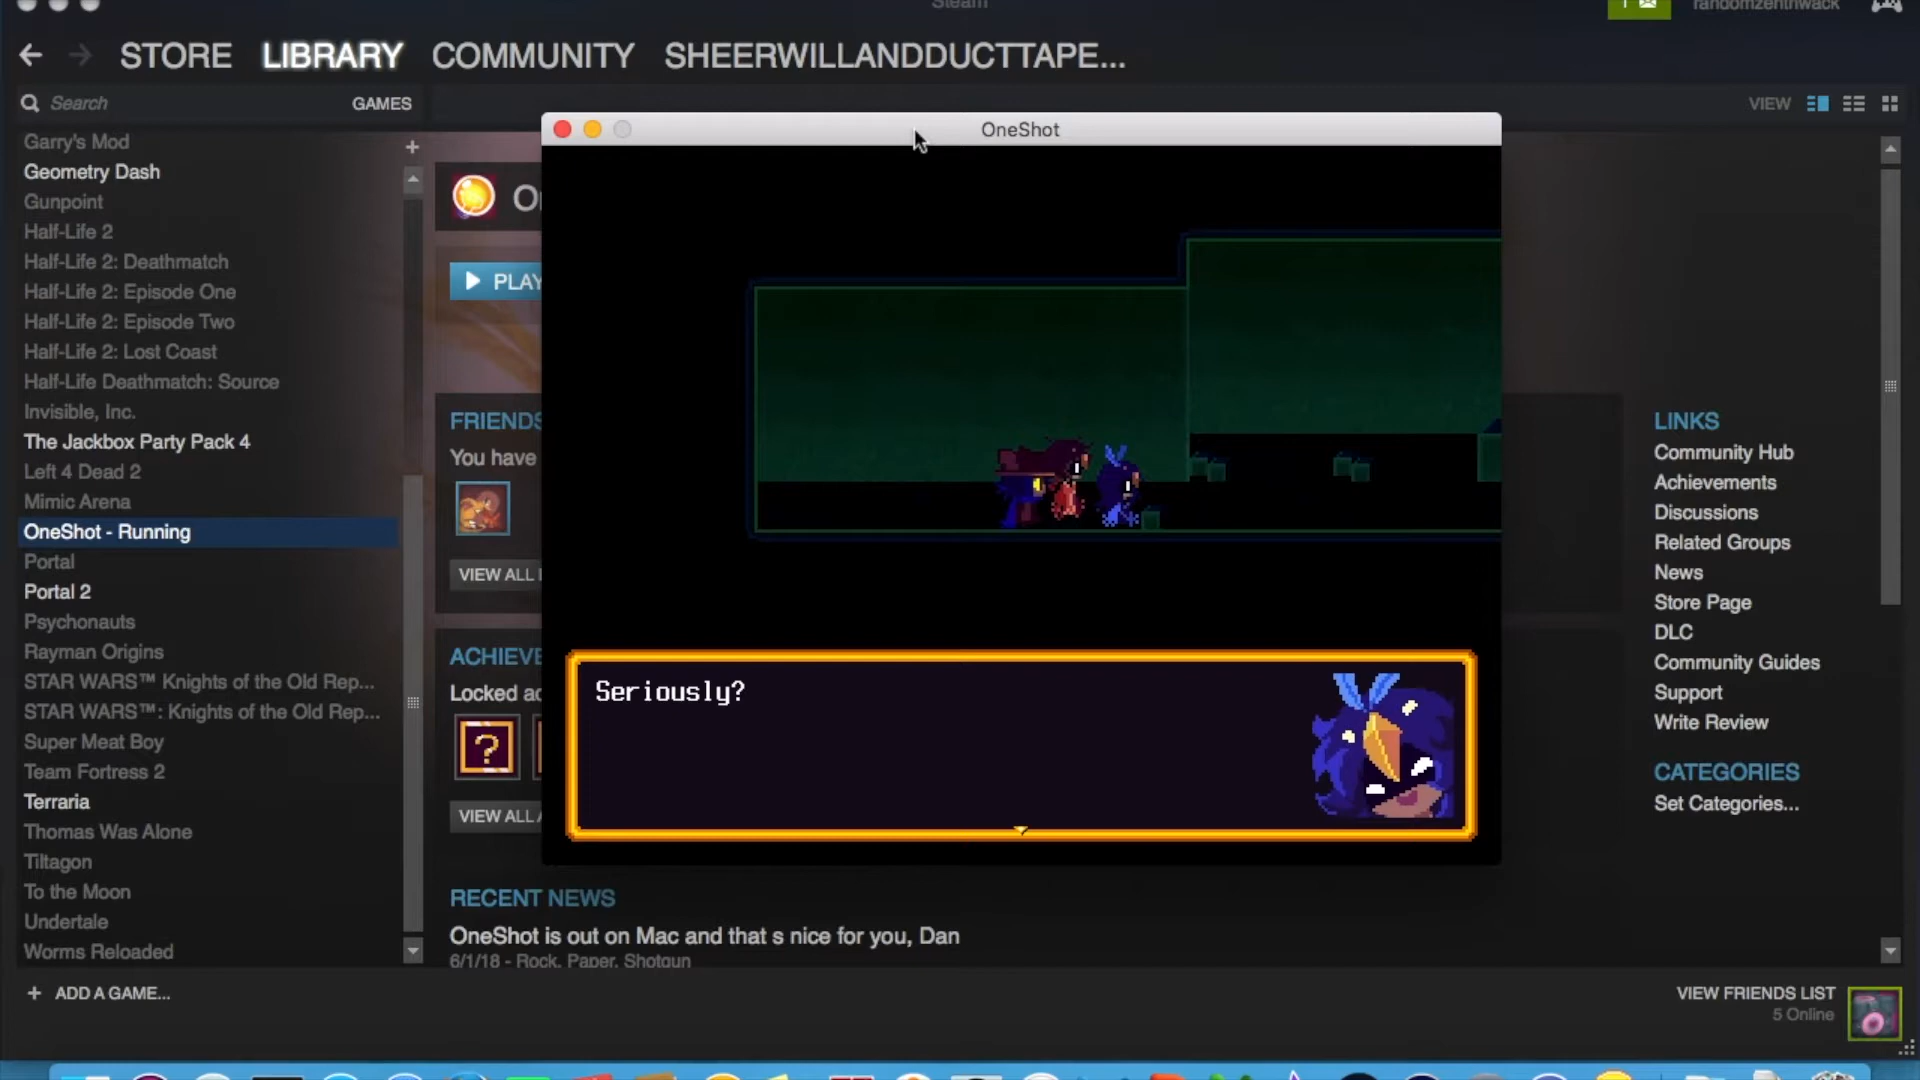 Steam
randomzenthwack
STORE LIBRARY COMMUNITY SHEERWILLANDDUCTTAPE...
Search
GAMES
VIEW
Garry's Mod
Geometry Dash
Gunpoint
Half-Life 2
Half-Life 2: Deathmatch
Half-Life 2: Episode One
Half-Life 2: Episode Two
Half-Life 2: Lost Coast
Half-Life Deathmatch: Source
Invisible, Inc.
The Jackbox Party Pack 4
Left 4 Dead 2
Mimic Arena
OneShot - Running
Portal
Portal 2
Psychonauts
Rayman Origins
STAR WARS™ Knights of the Old Rep...
STAR WARS™: Knights of the Old Rep...
Super Meat Boy
Team Fortress 2
Terraria
Thomas Was Alone
Tiltagon
To the Moon
Undertale
Worms Reloaded
+ ADD A GAME...
PLAY
FRIENDS
You have
VIEW ALL
ACHIEVE
Locked
?
VIEW ALL
OneShot
Seriously?
RECENT NEWS
OneShot is out on Mac and that s nice for you, Dan
6/1/18 - Rock, Paper, Shotgun
LINKS
Community Hub
Achievements
Discussions
Related Groups
News
Store Page
DLC
Community Guides
Support
Write Review
CATEGORIES
Set Categories...
VIEW FRIENDS LIST
5 Online